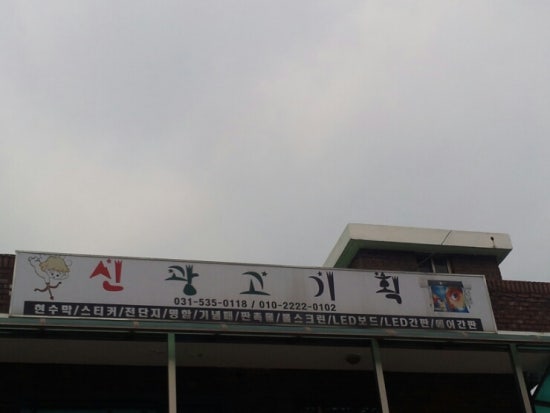 신광고기획
031-535-0118 / 010-2222-0102
현수막/스티커/전단지/명함/기념패/판촉물/롤스크린/LED보드/LED간판/에어간판